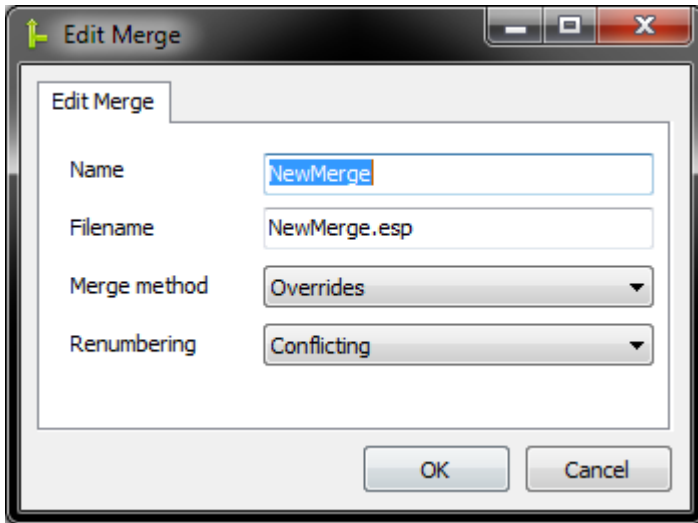 Edit Merge
Edit Merge
Name NewMerge
Filename NewMerge.esp
Merge method Overrides
Renumbering Conflicting
OK Cancel